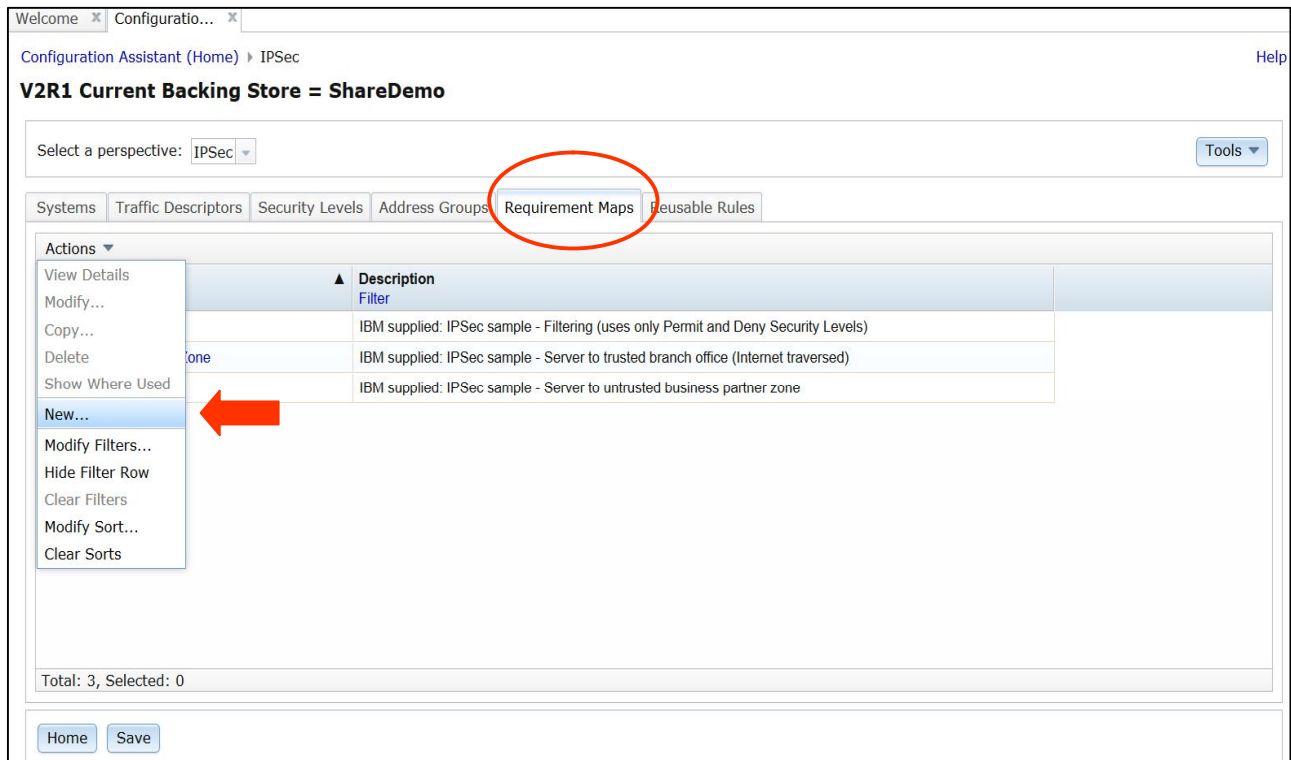 Welcome x Configuratio... x
Configuration Assistant (Home) IPSec Help
V2R1 Current Backing Store = ShareDemo
Select a perspective: IPSec Tools
Systems Traffic Descriptors Security Levels Address Groups Requirement Maps Reusable Rules
Actions
View Details
Description
Modify...
Filter
Copy...
IBM supplied: IPSec sample - Filtering (uses only Permit and Deny Security Levels)
Delete
Zone IBM supplied: IPSec sample - Server to trusted branch office (Internet traversed)
Show Where Used
IBM supplied: IPSec sample - Server to untrusted business partner zone
New...
Modify Filters...
Hide Filter Row
Clear Filters
Modify Sort...
Clear Sorts
Total: 3, Selected: 0
Home Save